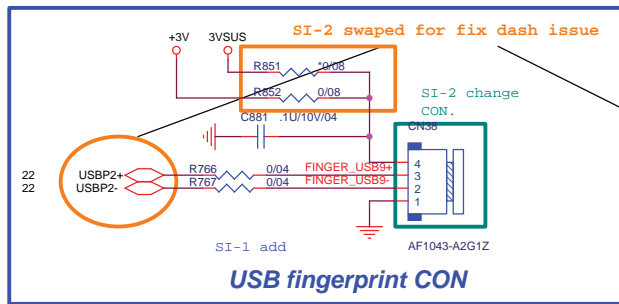 SI-2 swaped for fix dash issue
+3V 3VSUS
R851 *0/08
R852 0/08
C881 .1U/10V/04
SI-2 change
CON.
CN38
22 USBP2+ R766 0/04 FINGER_USB9+ 4
22 USBP2- R767 0/04 FINGER_USB9- 3
2
1
SI-1 add
AF1043-A2G1Z
USB fingerprint CON